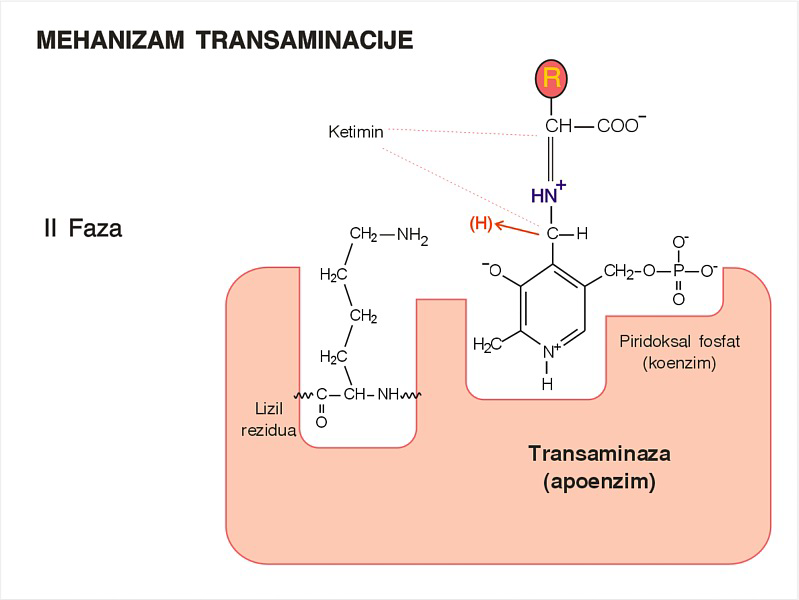 MEHANIZAM TRANSAMINACIJE
R
CH—COO⁻
Ketimin
HN⁺
II Faza
(H)
C—H
CH₂—NH₂
O⁻
⁻O
CH₂–O–P–O⁻
O
H₂C
CH₂
H₂C
N⁺
H₂C
H
Piridoksal fosfat
(koenzim)
C—CH–NH
O
Lizil
rezidua
Transaminaza
(apoenzim)